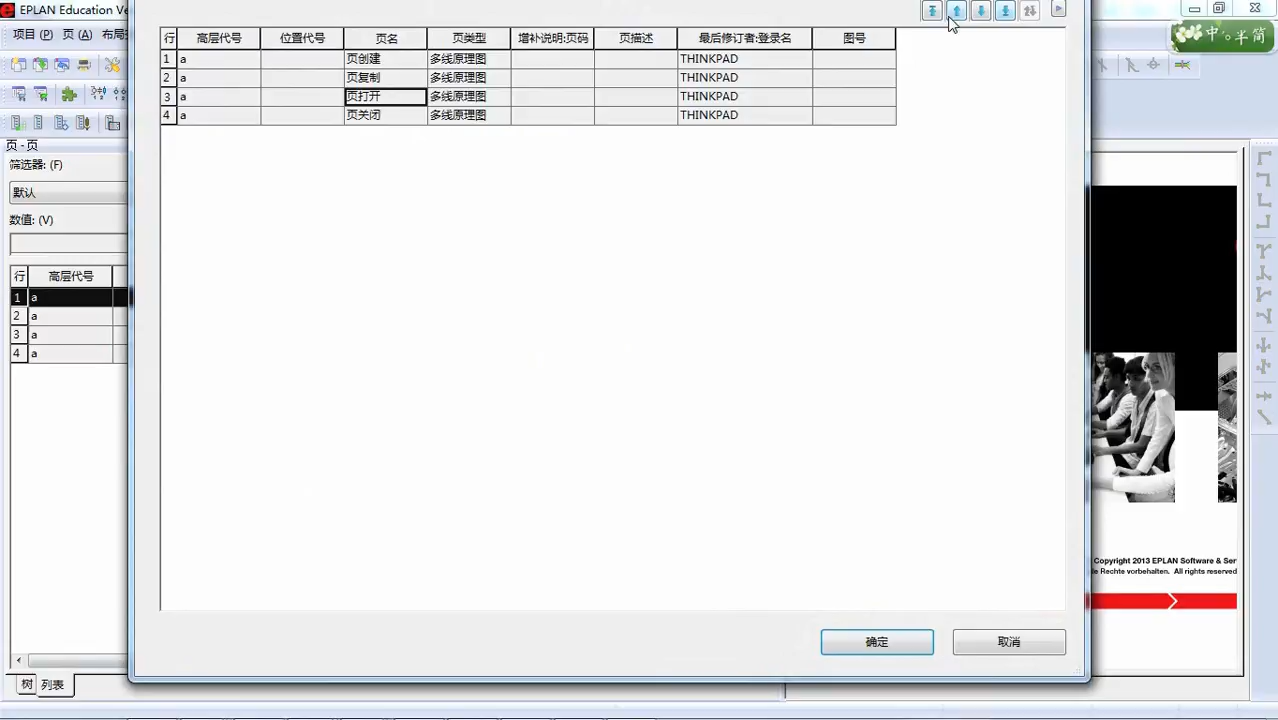 EPLAN Education Ve
项目 (P) 页 (A) 布局
中 半 简
页 - 页
筛选器: (F)
默认
数值: (V)
行 高层代号
1 a
2 a
3 a
4 a
树 列表
行 高层代号 位置代号 页名 页类型 增补说明:页码 页描述 最后修订者:登录名 图号
1 a 页创建 多线原理图 THINKPAD
2 a 页复制 多线原理图 THINKPAD
3 a 页打开 多线原理图 THINKPAD
4 a 页关闭 多线原理图 THINKPAD
确定 取消
Copyright 2013 EPLAN Software & Ser
le Rechte vorbehalten. All rights reserved